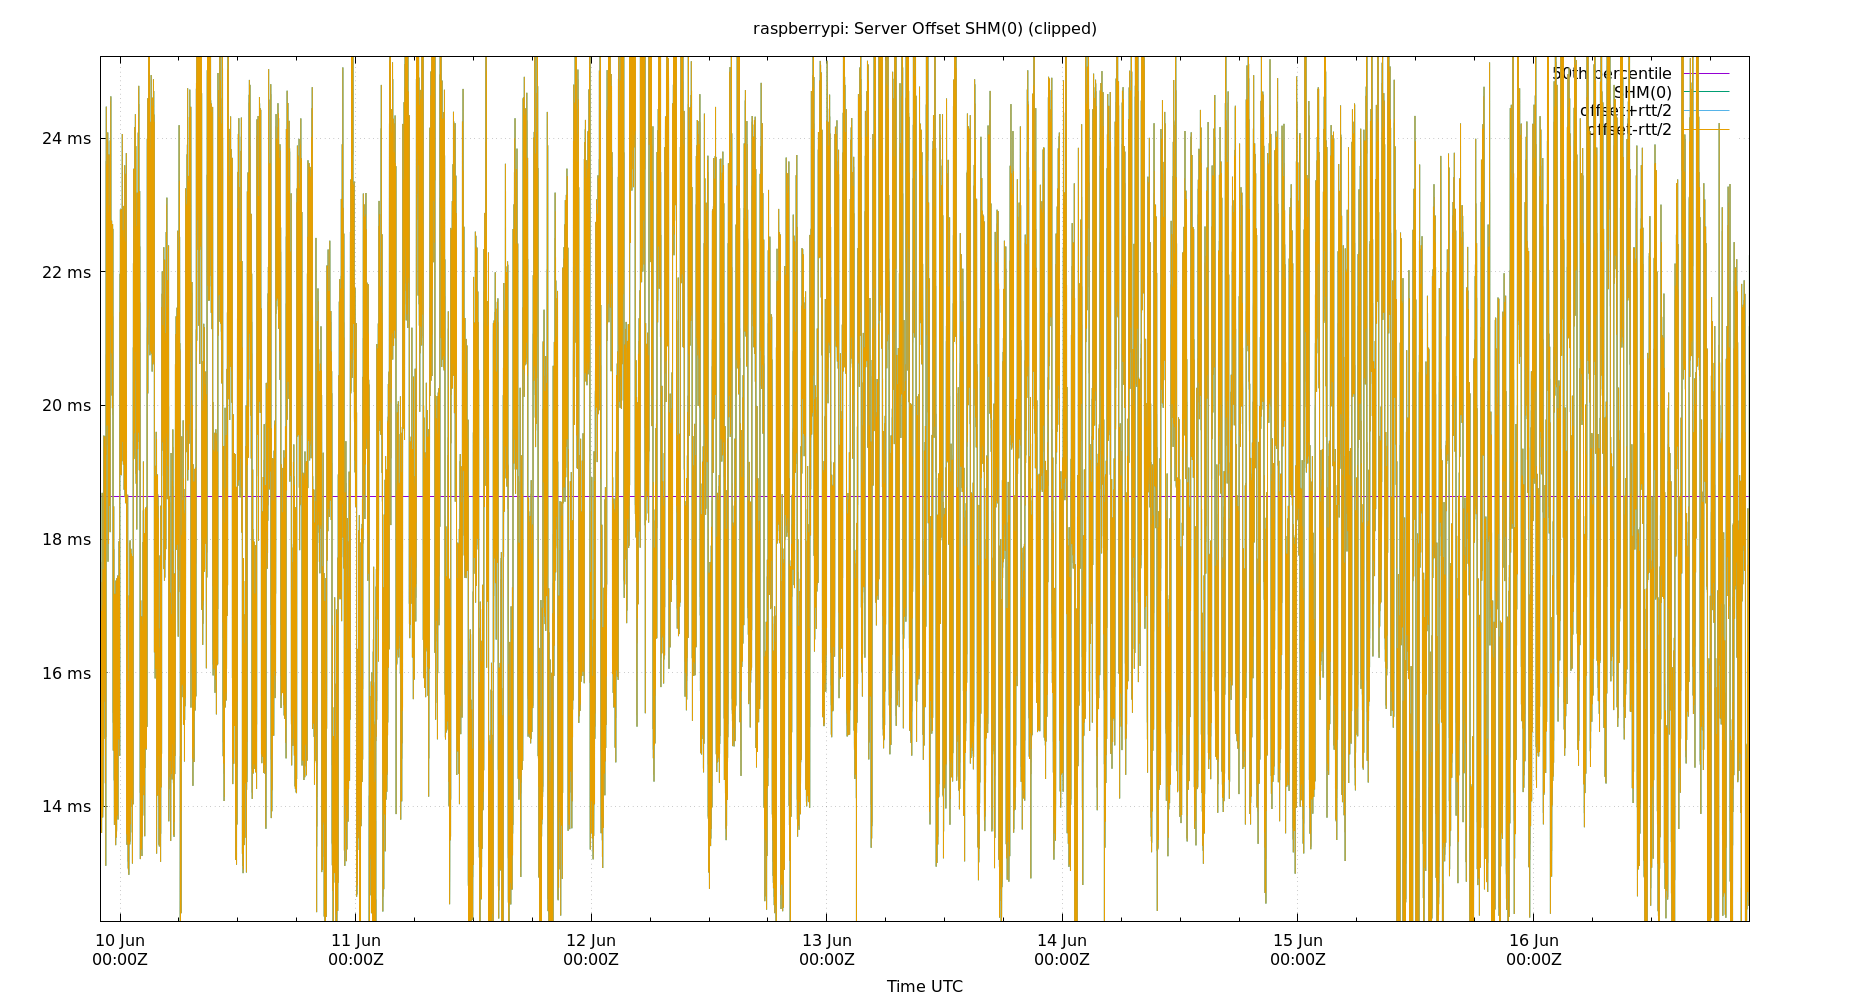 raspberrypi: Server Offset SHM(0) (clipped)
50th percentile
SHM(0)
offset+rtt/2
offset-rtt/2
24 ms
22 ms
20 ms
18 ms
16 ms
14 ms
10 Jun 11 Jun 12 Jun 13 Jun 14 Jun 15 Jun 16 Jun
00:00Z 00:00Z 00:00Z 00:00Z 00:00Z 00:00Z 00:00Z
Time UTC